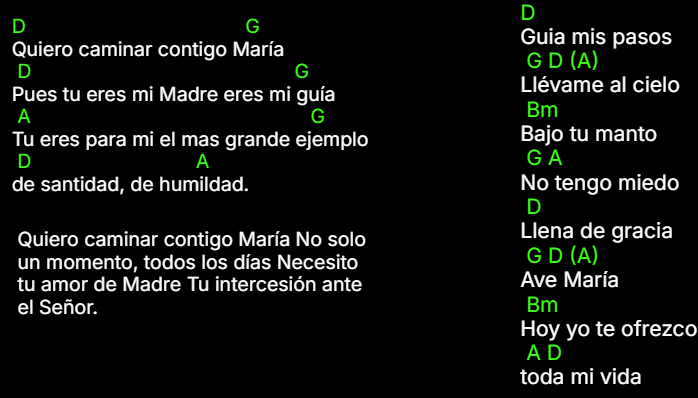 D G
Quiero caminar contigo María
D G
Pues tu eres mi Madre eres mi guía
A G
Tu eres para mi el mas grande ejemplo
D A
de santidad, de humildad.
Quiero caminar contigo María No solo
un momento, todos los días Necesito
tu amor de Madre Tu intercesión ante
el Señor.
D
Guia mis pasos
G D (A)
Llévame al cielo
Bm
Bajo tu manto
G A
No tengo miedo
D
Llena de gracia
G D (A)
Ave María
Bm
Hoy yo te ofrezco
A D
toda mi vida